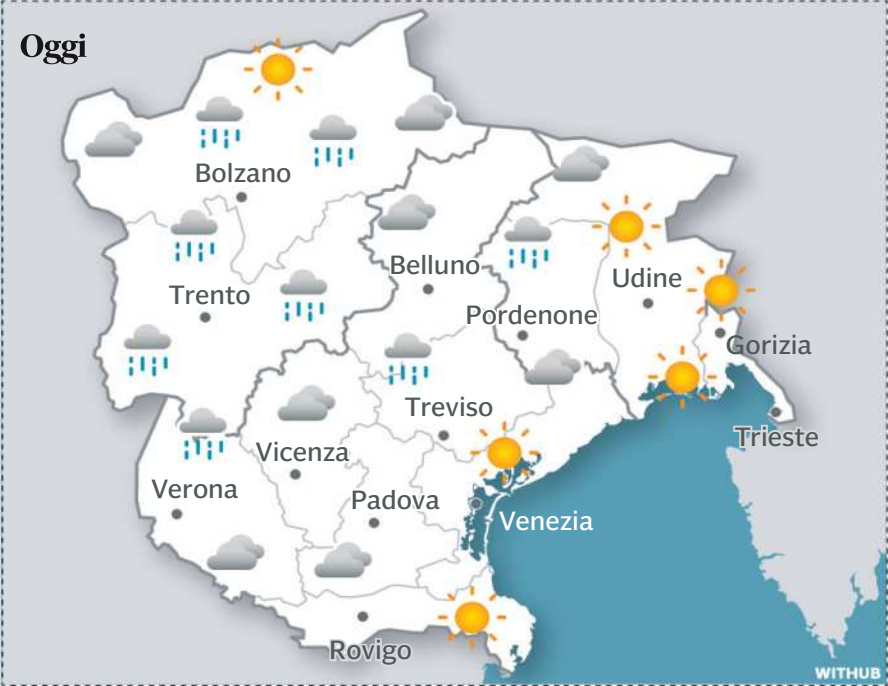 Oggi
Bolzano
Belluno
Udine
Trento
Pordenone
Gorizia
Treviso
Trieste
Vicenza
Verona
Padova
Venezia
Rovigo
WITHUB